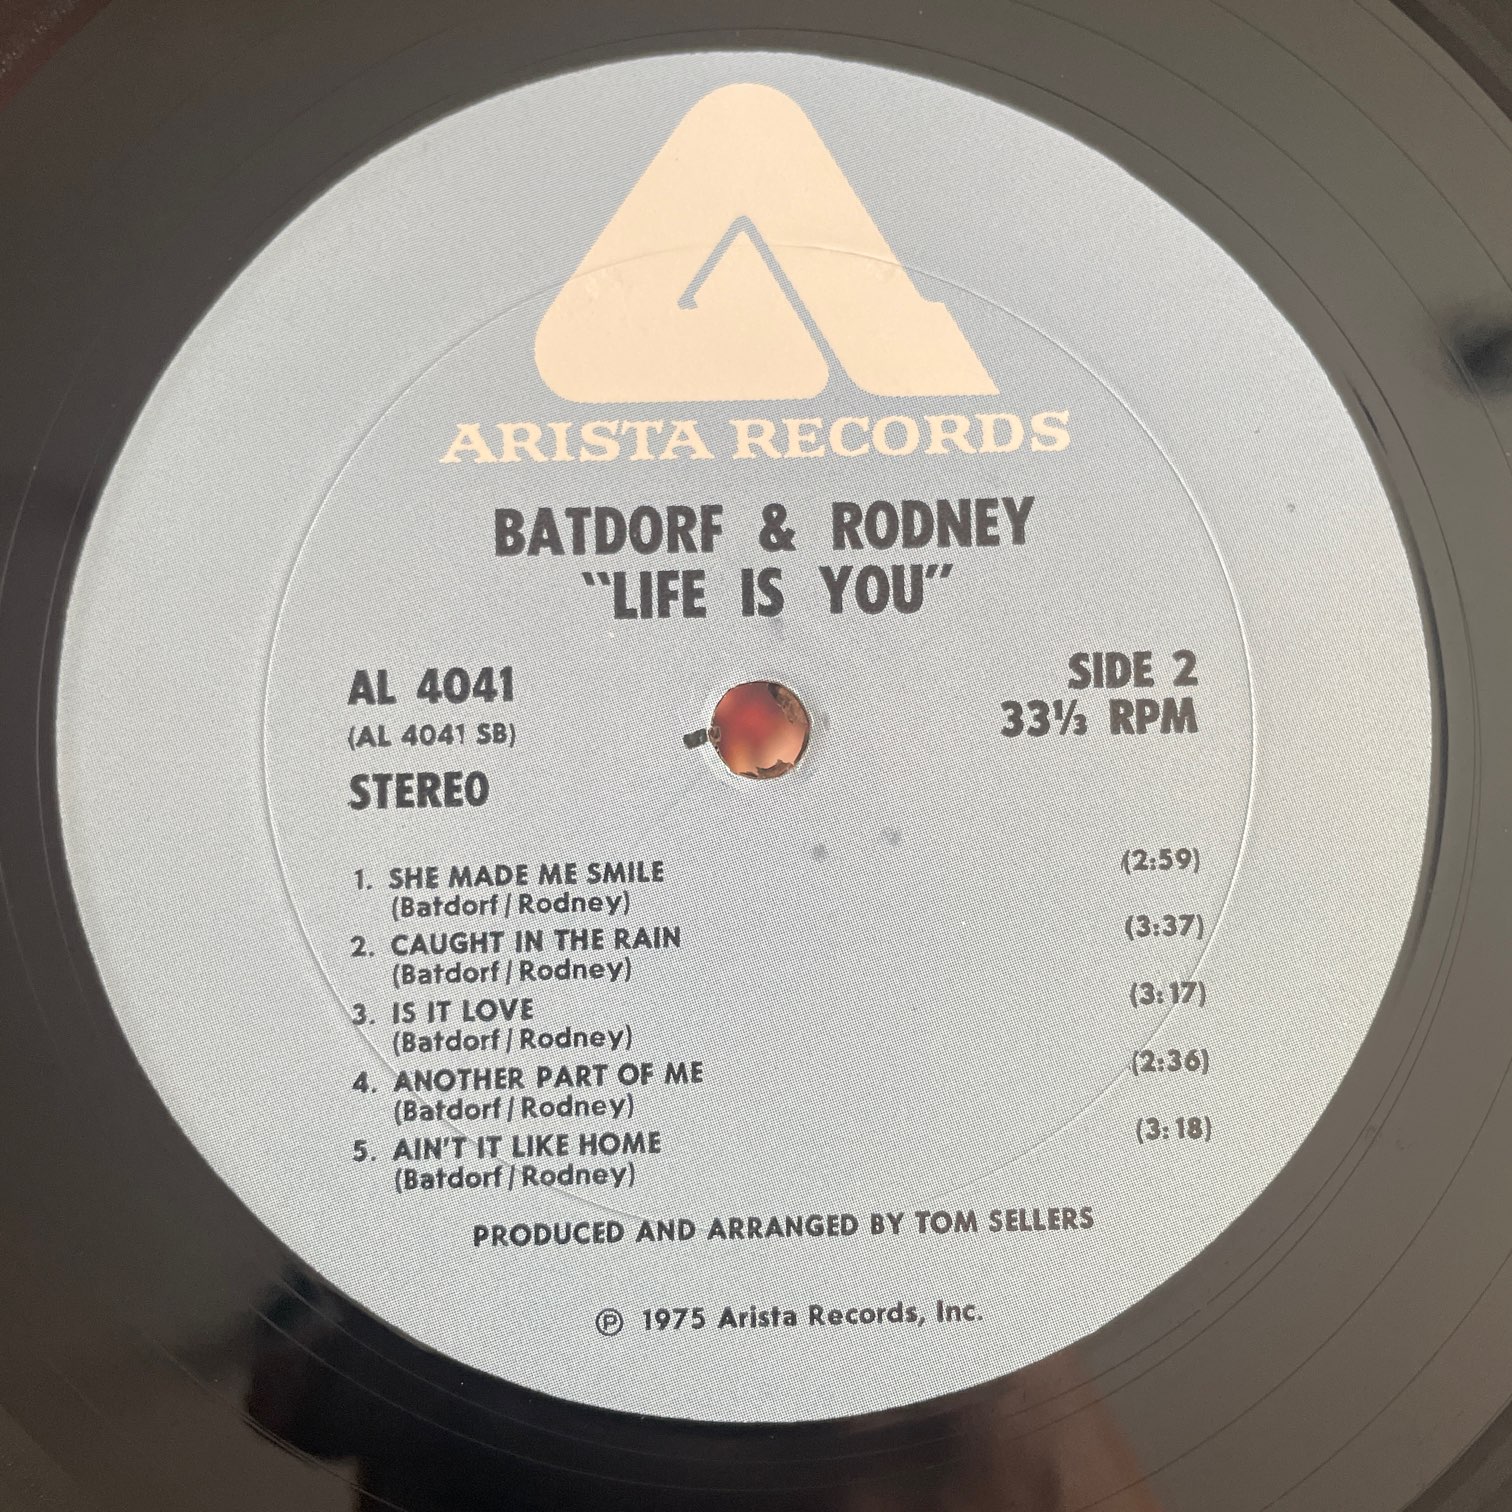 ARISTA RECORDS
BATDORF & RODNEY
"LIFE IS YOU"
AL 4041
(AL 4041 SB)
STEREO
SIDE 2
33⅓ RPM
1. SHE MADE ME SMILE (2:59)
(Batdorf/Rodney)
2. CAUGHT IN THE RAIN (3:37)
(Batdorf/Rodney)
3. IS IT LOVE (3:17)
(Batdorf/Rodney)
4. ANOTHER PART OF ME (2:36)
(Batdorf/Rodney)
5. AIN'T IT LIKE HOME (3:18)
(Batdorf/Rodney)
PRODUCED AND ARRANGED BY TOM SELLERS
℗ 1975 Arista Records, Inc.